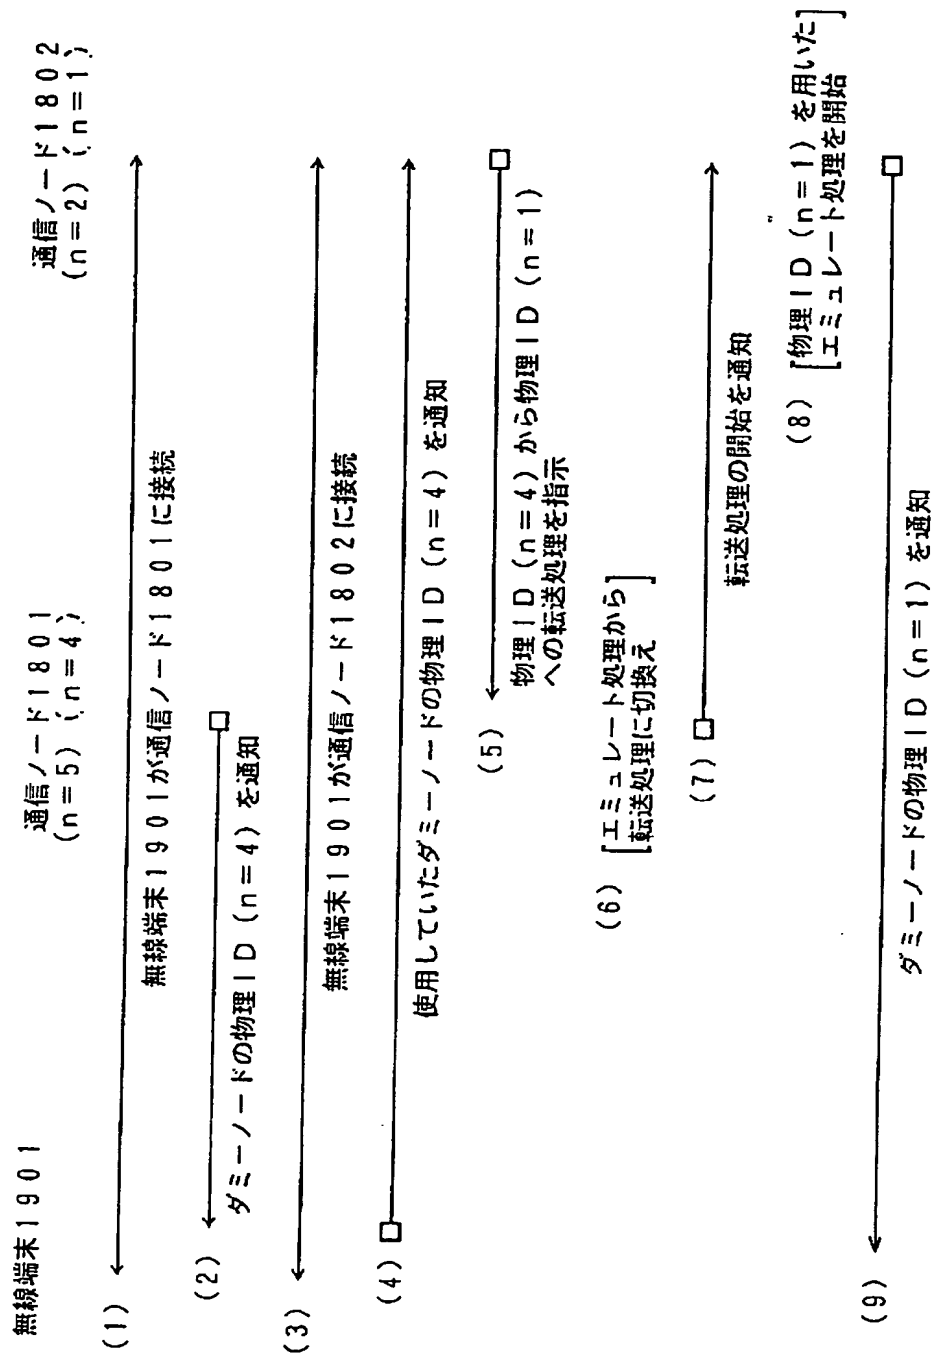 無線端末1901
通信ノード1801
(n=5)(n=4)
通信ノード1802
(n=2)(n=1)
(1)
無線端末1901が通信ノード1801に接続
(2)
ダミーノードの物理ID(n=4)を通知
(3)
無線端末1901が通信ノード1802に接続
(4)
使用していたダミーノードの物理ID(n=4)を通知
(5)
物理ID(n=4)から物理ID(n=1)
への転送処理を指示
(6)
[エミュレート処理から
転送処理に切換え]
(7)
転送処理の開始を通知
(8)
[物理ID(n=1)を用いた
エミュレート処理を開始]
(9)
ダミーノードの物理ID(n=1)を通知